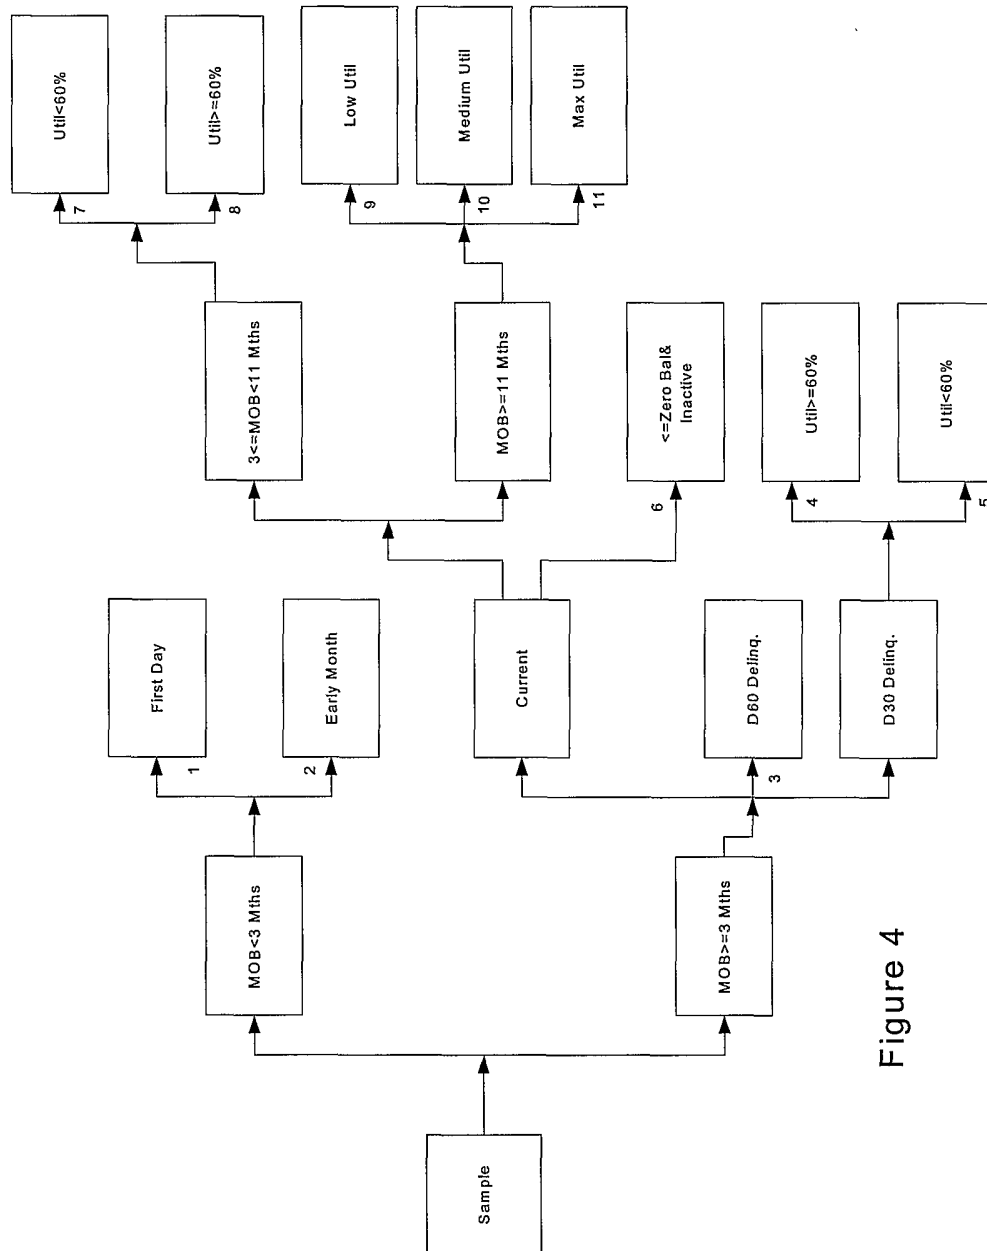 Sample
MOB<3 Mths
MOB>=3 Mths
1
First Day
2
Early Month
Current
3
D60 Delinq.
D30 Delinq.
3<=MOB<11 Mths
MOB>=11 Mths
6
<=Zero Bal&
Inactive
4
Util>=60%
5
Util<60%
7
Util<60%
8
Util>=60%
9
Low Util
10
Medium Util
11
Max Util
Figure 4